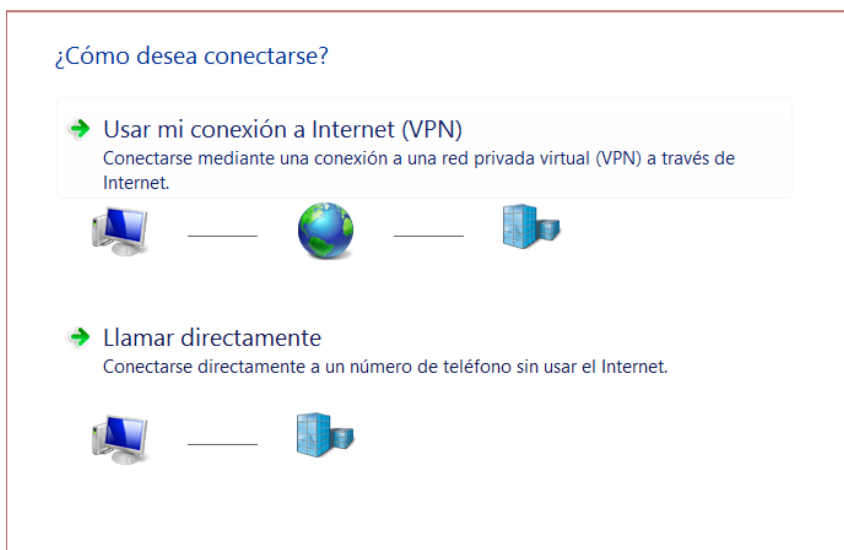 ¿Cómo desea conectarse?
Usar mi conexión a Internet (VPN)
Conectarse mediante una conexión a una red privada virtual (VPN) a través de
Internet.
Llamar directamente
Conectarse directamente a un número de teléfono sin usar el Internet.